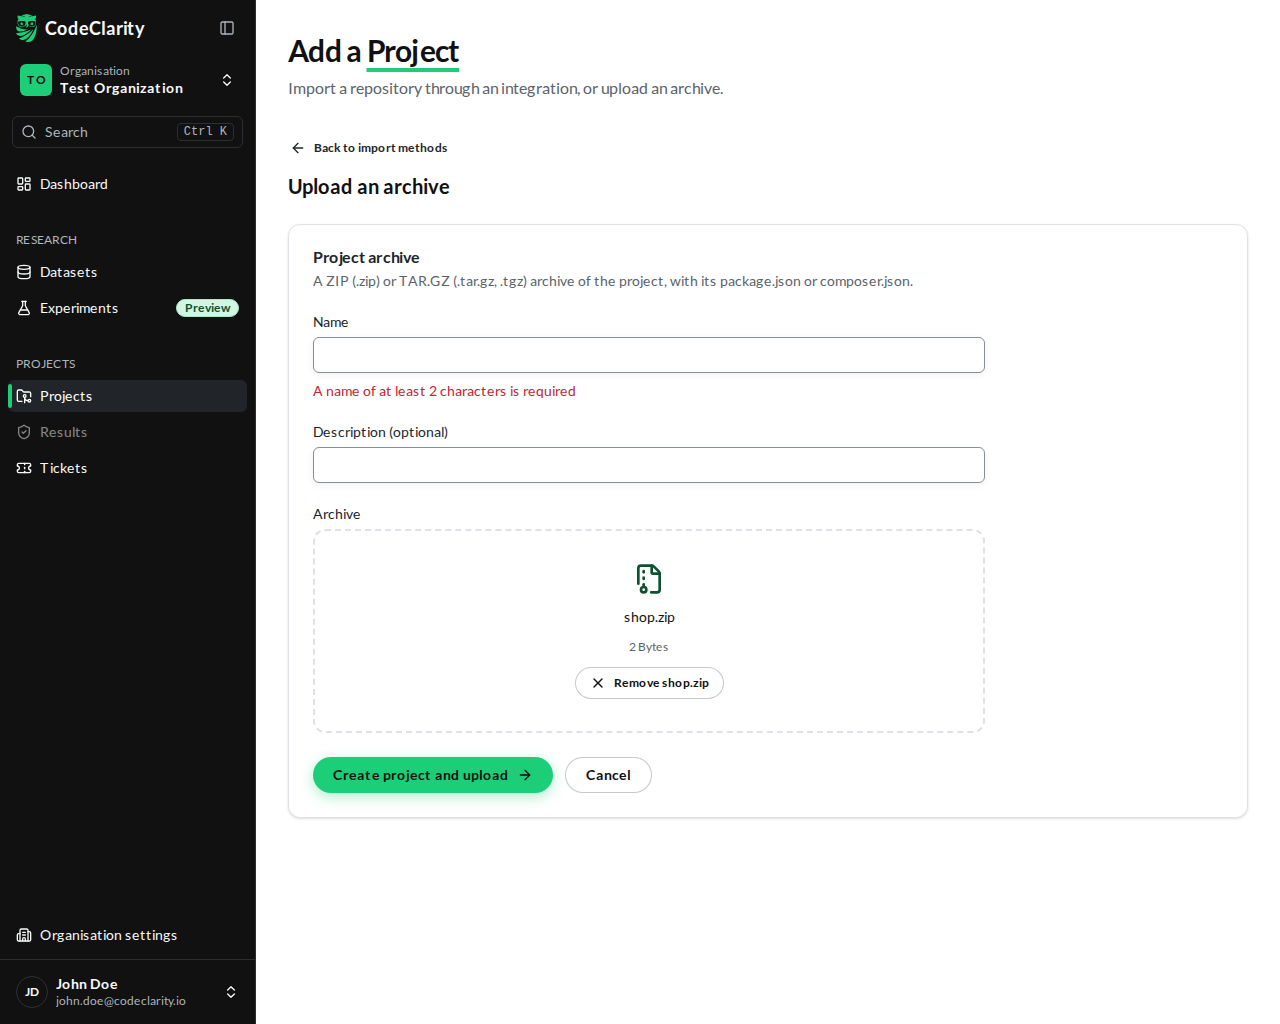 CodeClarity
TO
Organisation
Test Organization
Search
Ctrl K
Dashboard
RESEARCH
Datasets
Experiments
Preview
PROJECTS
Projects
Results
Tickets
Organisation settings
JD
John Doe
john.doe@codeclarity.io
Add a Project
Import a repository through an integration, or upload an archive.
Back to import methods
Upload an archive
Project archive
A ZIP (.zip) or TAR.GZ (.tar.gz, .tgz) archive of the project, with its package.json or composer.json.
Name
A name of at least 2 characters is required
Description (optional)
Archive
shop.zip
2 Bytes
Remove shop.zip
Create project and upload
Cancel